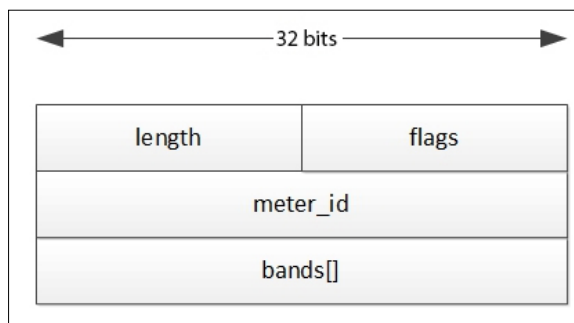 32 bits
length flags
meter_id
bands[]